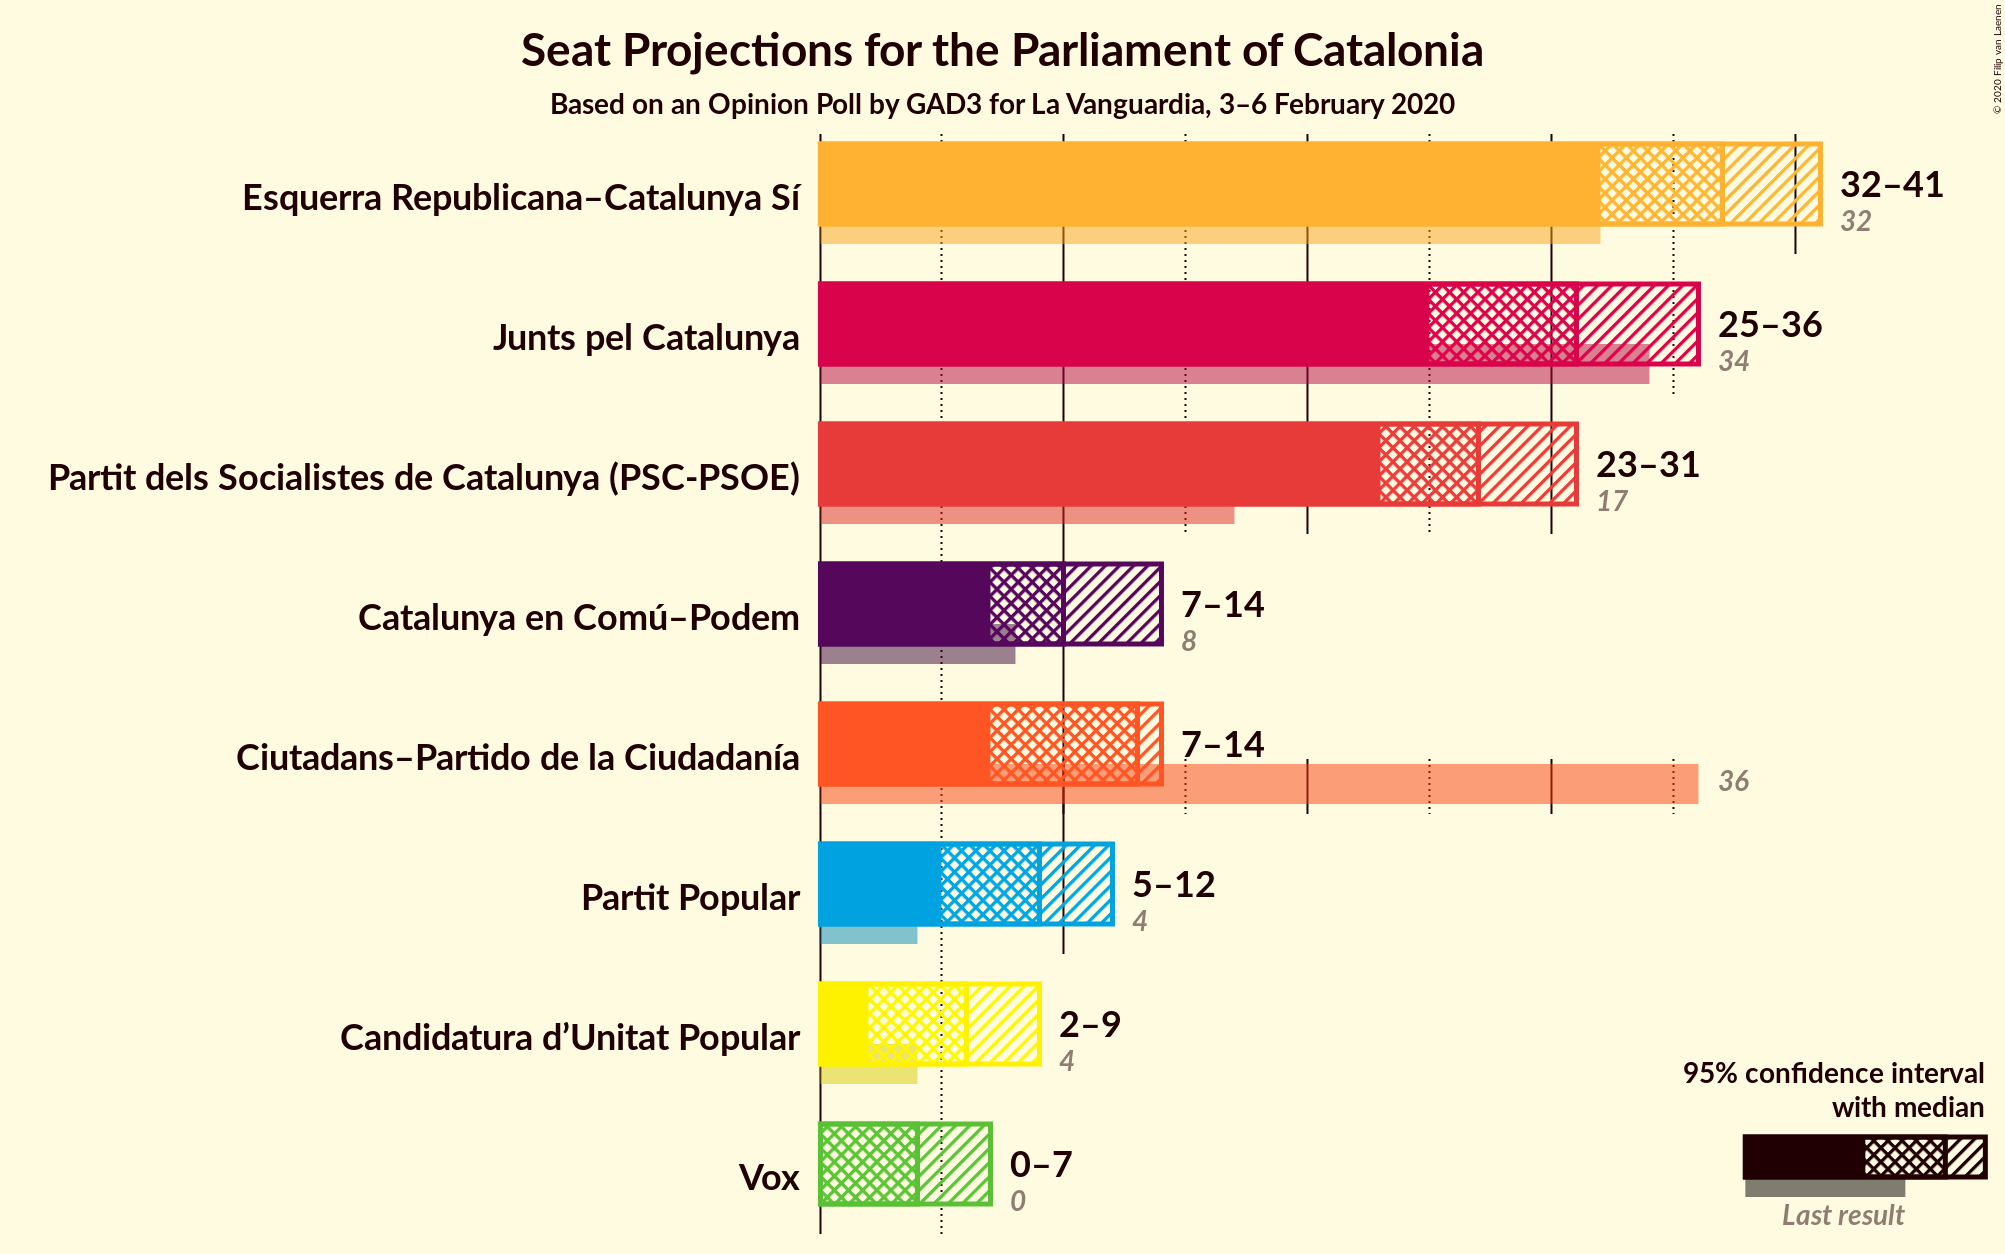 Seat Projections for the Parliament of Catalonia
Based on an Opinion Poll by GAD3 for La Vanguardia, 3–6 February 2020
© 2020 Filip van Laenen
Esquerra Republicana–Catalunya Sí
32–41
32
Junts pel Catalunya
25–36
34
Partit dels Socialistes de Catalunya (PSC-PSOE)
23–31
17
Catalunya en Comú–Podem
7–14
8
Ciutadans–Partido de la Ciudadanía
7–14
36
Partit Popular
5–12
4
Candidatura d’Unitat Popular
2–9
4
Vox
0–7
0
95% confidence interval
with median
Last result